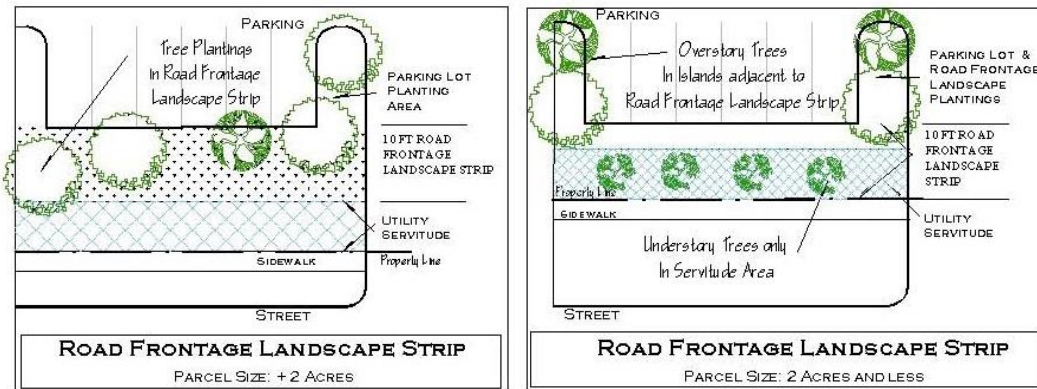 PARKING
Tree Plantings
In Road Frontage
Landscape Strip
PARKING LOT
PLANTING
AREA
10 FT ROAD
FRONTAGE
LANDSCAPE STRIP
UTILITY
SERVITUDE
Property Line
SIDEWALK
STREET
ROAD FRONTAGE LANDSCAPE STRIP
PARCEL SIZE: +2 ACRES
PARKING
Overstory Trees
In Islands adjacent to
Road Frontage Landscape Strip
PARKING LOT &
ROAD FRONTAGE
LANDSCAPE
PLANTINGS
10 FT ROAD
FRONTAGE
LANDSCAPE
STRIP
Property Line
SIDEWALK
UTILITY
SERVITUDE
Understory Trees only
In Servitude Area
STREET
ROAD FRONTAGE LANDSCAPE STRIP
PARCEL SIZE: 2 ACRES AND LESS